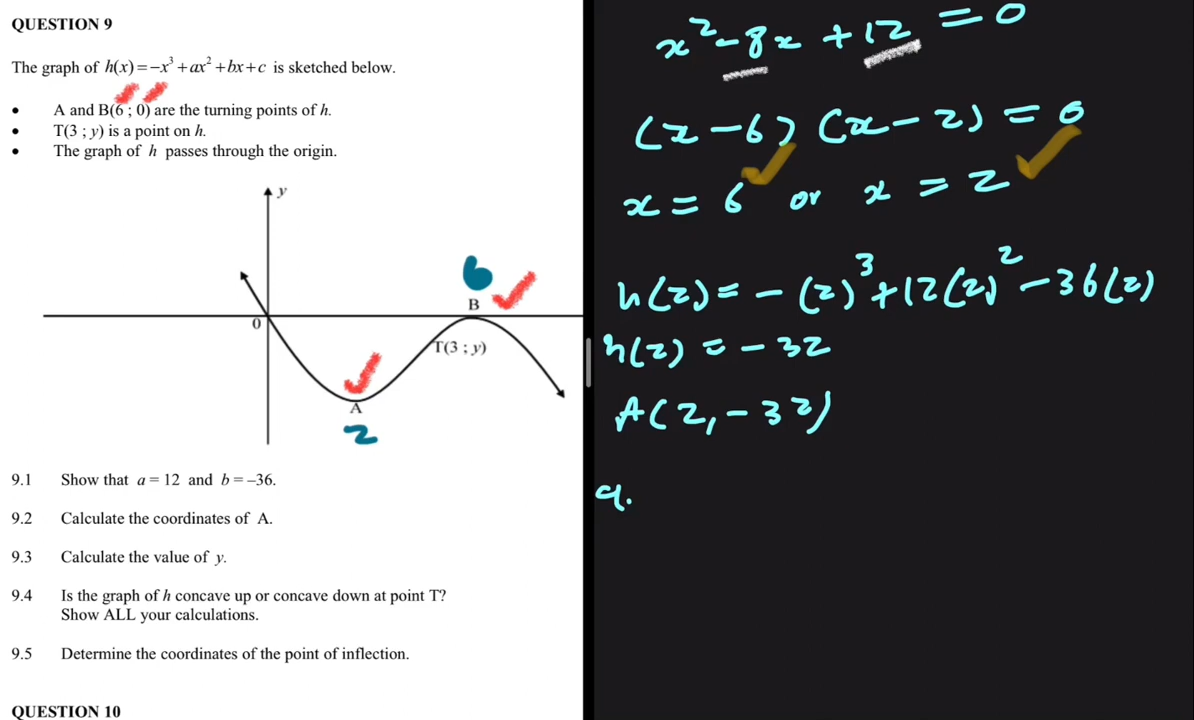 QUESTION 9
The graph of h(x)=−x³+ax²+bx+c is sketched below.
• A and B(6 ; 0) are the turning points of h.
• T(3 ; y) is a point on h.
• The graph of h passes through the origin.
y
6
B
0
T(3 ; y)
A
2
9.1 Show that a = 12 and b = –36.
9.2 Calculate the coordinates of A.
9.3 Calculate the value of y.
9.4 Is the graph of h concave up or concave down at point T?
Show ALL your calculations.
9.5 Determine the coordinates of the point of inflection.
QUESTION 10
x² − 8x + 12 = 0
(x − 6) (x − 2) = 0
x = 6 or x = 2
h(2) = − (2)³ + 12(2)² − 36(2)
h(2) = − 32
A(2, − 32)
9.